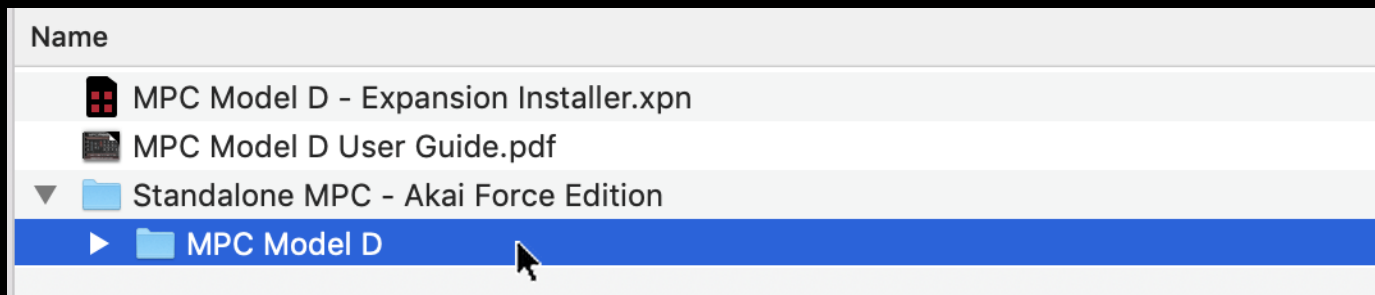 Name
MPC Model D - Expansion Installer.xpn
MPC Model D User Guide.pdf
Standalone MPC - Akai Force Edition
MPC Model D